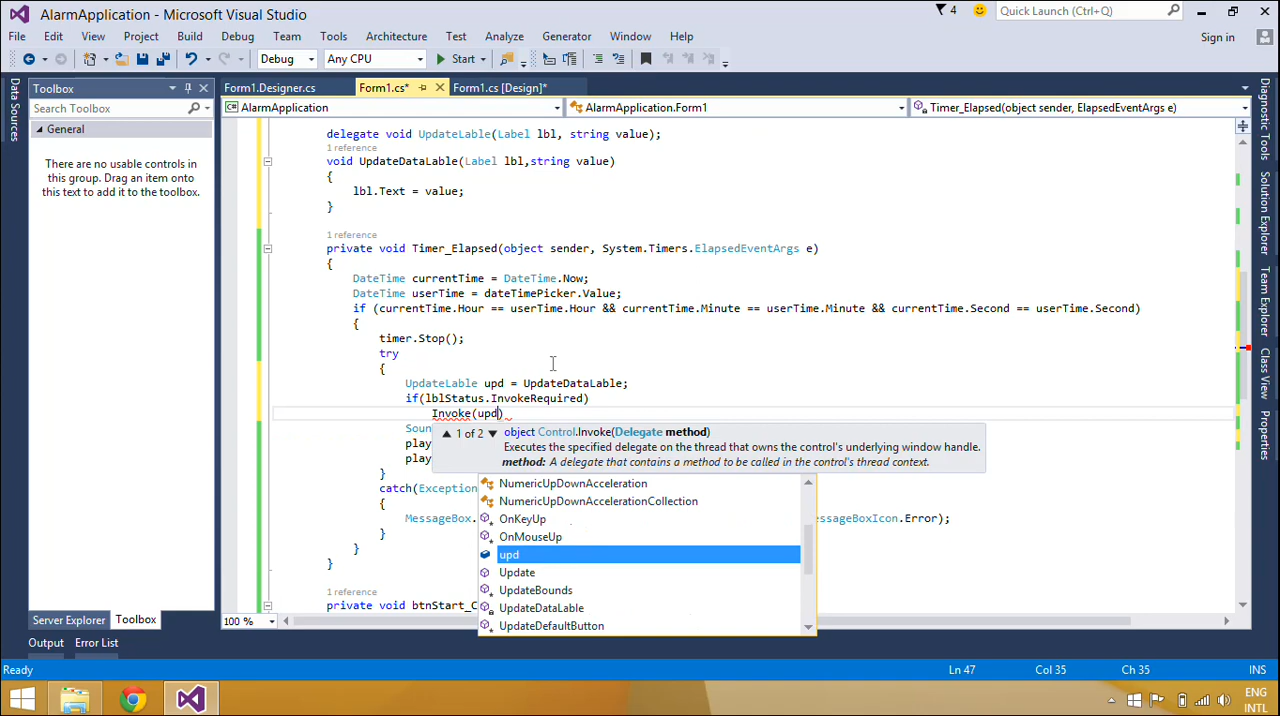 AlarmApplication - Microsoft Visual Studio
4
Quick Launch (Ctrl+Q)
File Edit View Project Build Debug Team Tools Architecture Test Analyze Generator Window Help
Sign in
Debug Any CPU Start
Data Sources
Toolbox
Search Toolbox
General
There are no usable controls in this group. Drag an item onto this text to add it to the toolbox.
Server Explorer Toolbox
Form1.Designer.cs Form1.cs* Form1.cs [Design]*
AlarmApplication AlarmApplication.Form1 Timer_Elapsed(object sender, ElapsedEventArgs e)
delegate void UpdateLable(Label lbl, string value);
1 reference
void UpdateDataLable(Label lbl,string value)
{
lbl.Text = value;
}
1 reference
private void Timer_Elapsed(object sender, System.Timers.ElapsedEventArgs e)
{
DateTime currentTime = DateTime.Now;
DateTime userTime = dateTimePicker.Value;
if (currentTime.Hour == userTime.Hour && currentTime.Minute == userTime.Minute && currentTime.Second == userTime.Second)
{
timer.Stop();
try
{
UpdateLable upd = UpdateDataLable;
if(lblStatus.InvokeRequired)
Invoke(upd)
Soun
play
play
}
catch(Exception
{
MessageBox. essageBoxIcon.Error);
}
}
}
1 reference
private void btnStart_C
1 of 2 object Control.Invoke(Delegate method)
Executes the specified delegate on the thread that owns the control's underlying window handle.
method: A delegate that contains a method to be called in the control's thread context.
NumericUpDownAcceleration
NumericUpDownAccelerationCollection
OnKeyUp
OnMouseUp
upd
Update
UpdateBounds
UpdateDataLable
UpdateDefaultButton
100 %
Diagnostic Tools
Solution Explorer
Team Explorer
Class View
Properties
Output Error List
Ready Ln 47 Col 35 Ch 35 INS
ENG
INTL